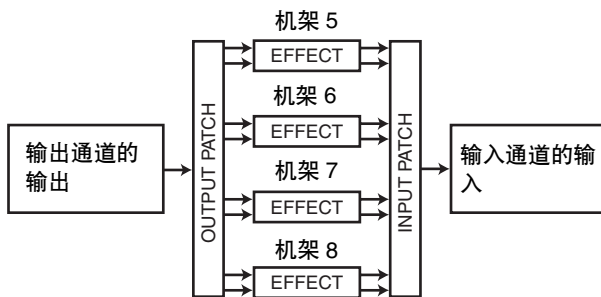 机架 5
EFFECT
机架 6
EFFECT
机架 7
EFFECT
机架 8
EFFECT
输出通道的
输出
OUTPUT PATCH
INPUT PATCH
输入通道的输
入